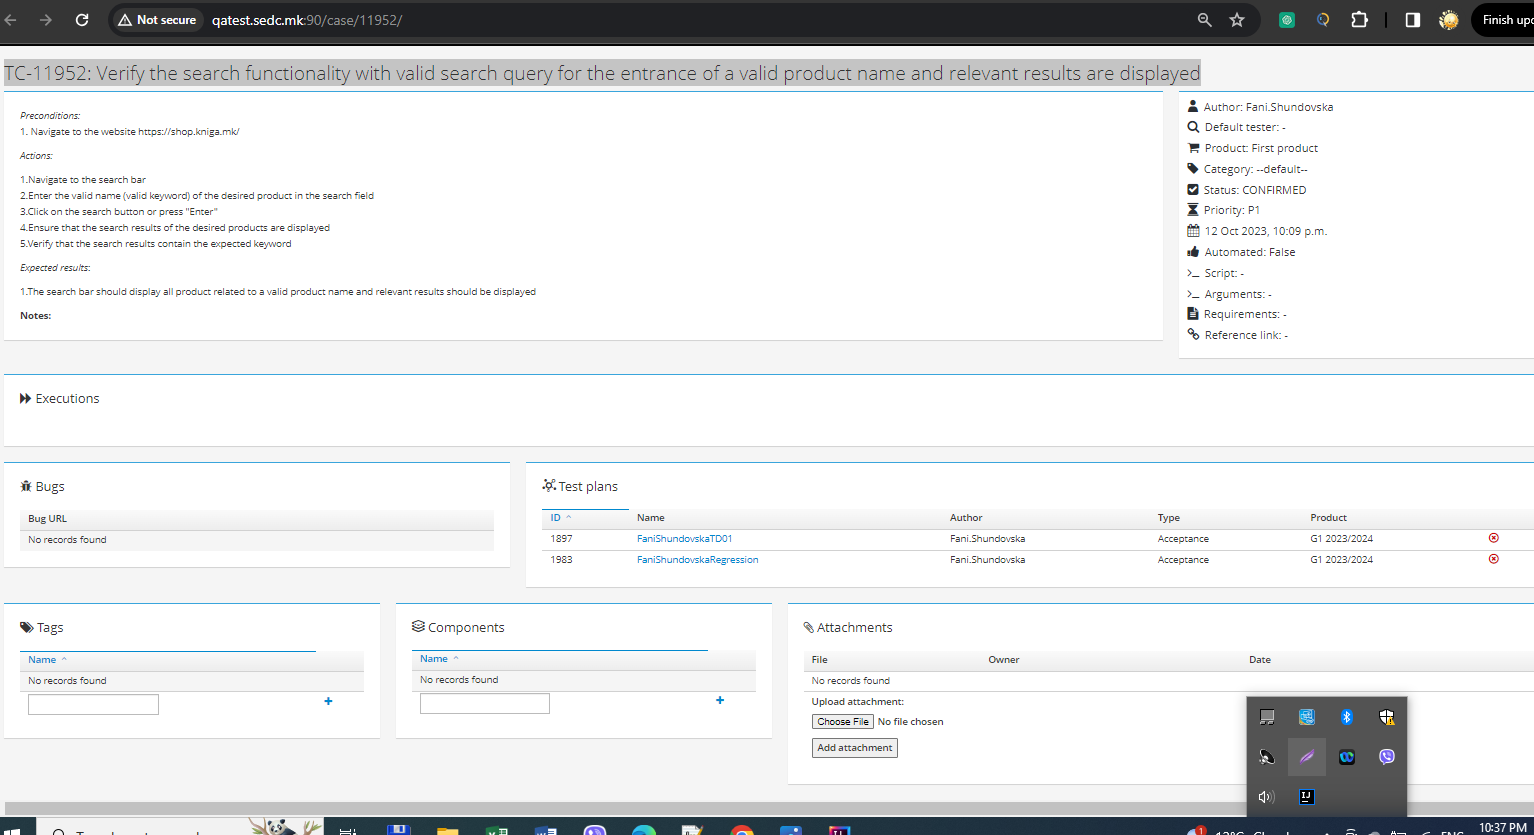 Not secure
qatest.sedc.mk:90/case/11952/
Finish
TC-11952: Verify the search functionality with valid search query for the entrance of a valid product name and relevant results are displayed
Preconditions:
1. Navigate to the website https://shop.kniga.mk/
Actions:
1.Navigate to the search bar
2.Enter the valid name (valid keyword) of the desired product in the search field
3.Click on the search button or press "Enter"
4.Ensure that the search results of the desired products are displayed
5.Verify that the search results contain the expected keyword
Expected results:
1.The search bar should display all product related to a valid product name and relevant results should be displayed
Notes:
Author: Fani.Shundovska
Default tester: -
Product: First product
Category: --default--
Status: CONFIRMED
Priority: P1
12 Oct 2023, 10:09 p.m.
Automated: False
Script: -
Arguments: -
Requirements: -
Reference link: -
Executions
Bugs
Bug URL
No records found
Test plans
ID Name Author Type Product
1897 FaniShundovskaTD01 Fani.Shundovska Acceptance G1 2023/2024
1983 FaniShundovskaRegression Fani.Shundovska Acceptance G1 2023/2024
Tags
Name
No records found
Components
Name
No records found
Attachments
File Owner Date
No records found
Upload attachment:
Choose File No file chosen
Add attachment
10:37 PM